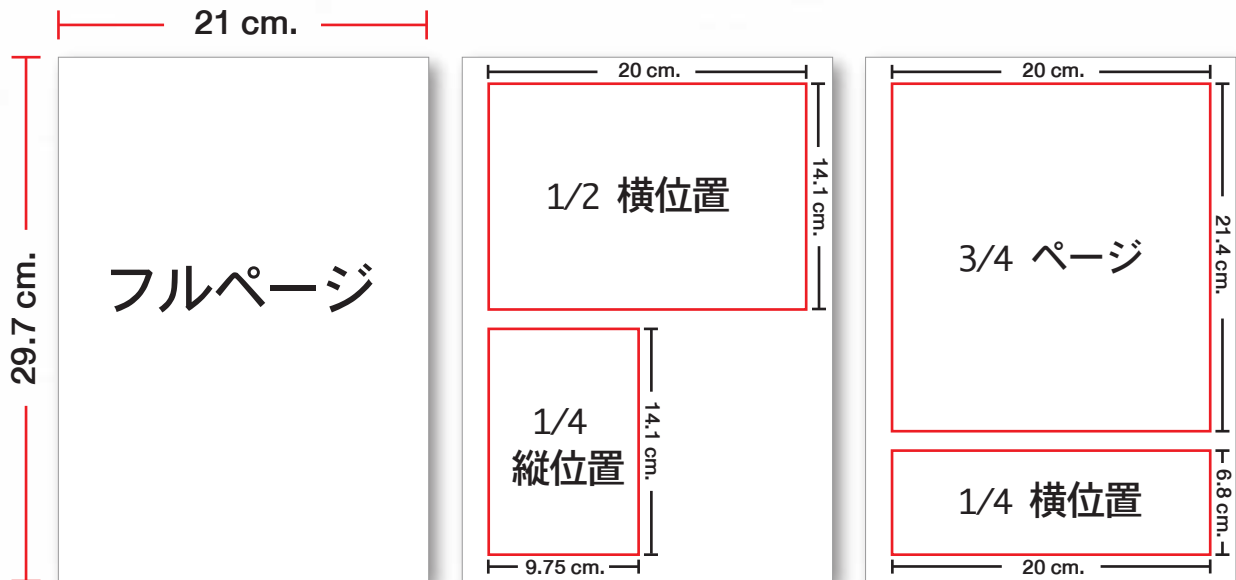 21 cm.
29.7 cm.
フルページ
20 cm.
1/2 横位置
14.1 cm.
1/4
縦位置
14.1 cm.
9.75 cm.
20 cm.
3/4 ページ
21.4 cm.
1/4 横位置
6.8 cm.
20 cm.